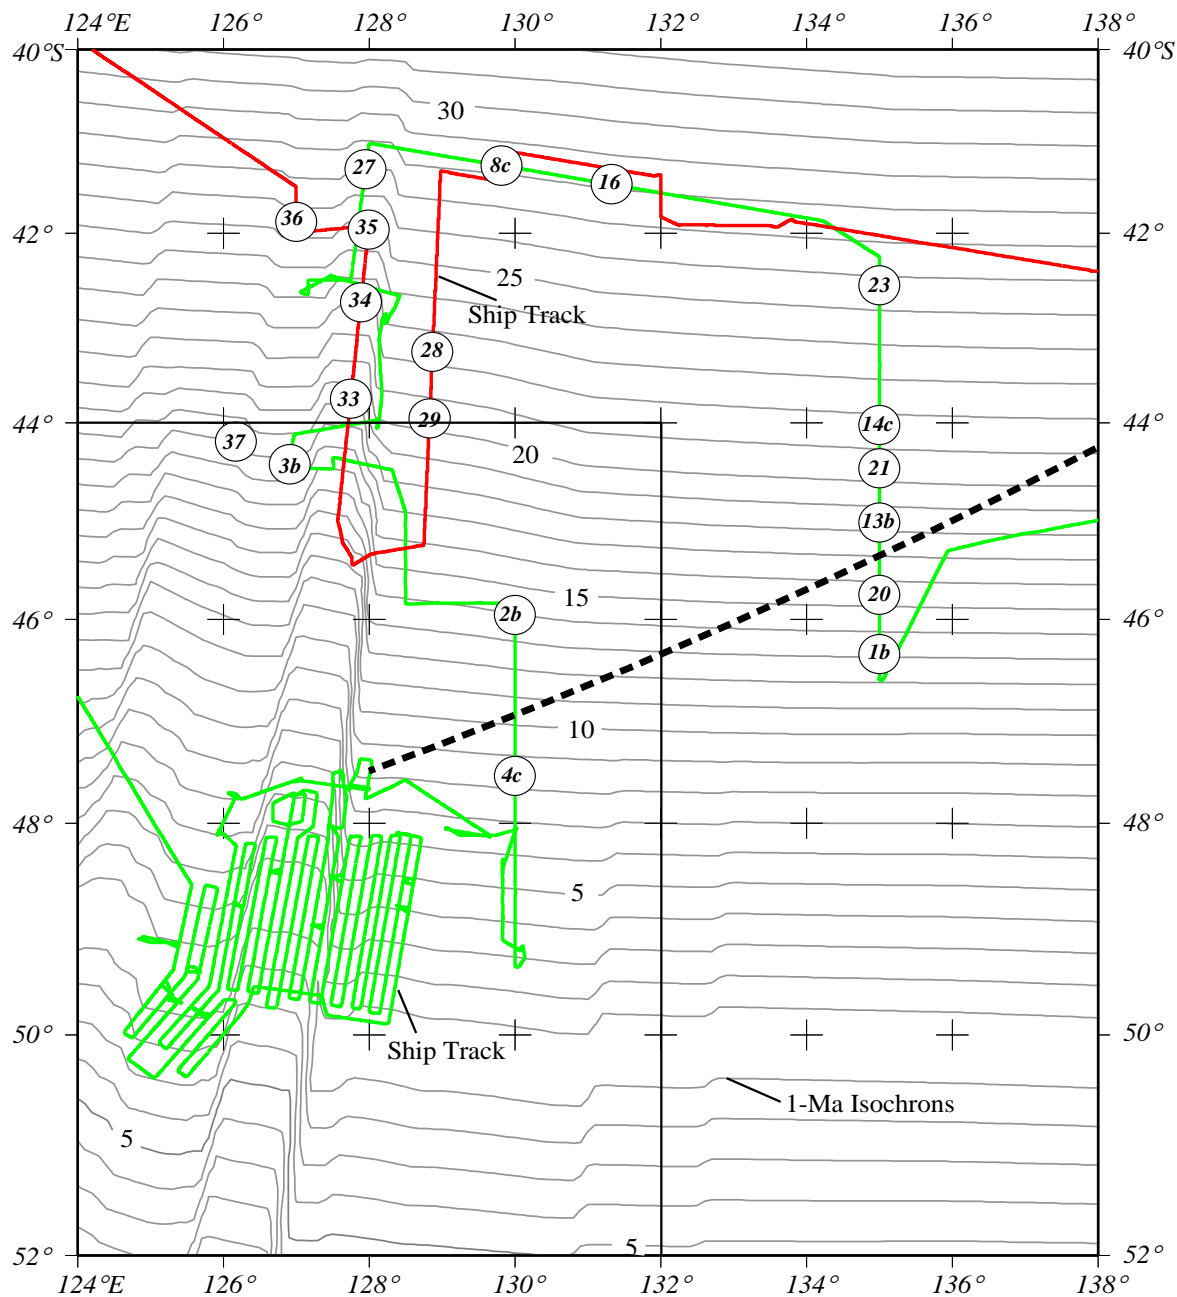 124°E 126° 128° 130° 132° 134° 136° 138°
40°S 40°S
30
27 8c 16
36 35
42° 42°
25 23
34 Ship Track
28
33
44° 29 14c 44°
37 3b 20 21
13b
15 20
46° 2b 46°
1b
10
4c
48° 48°
5
50° 50°
Ship Track
1-Ma Isochrons
5
5
52° 52°
124°E 126° 128° 130° 132° 134° 136° 138°